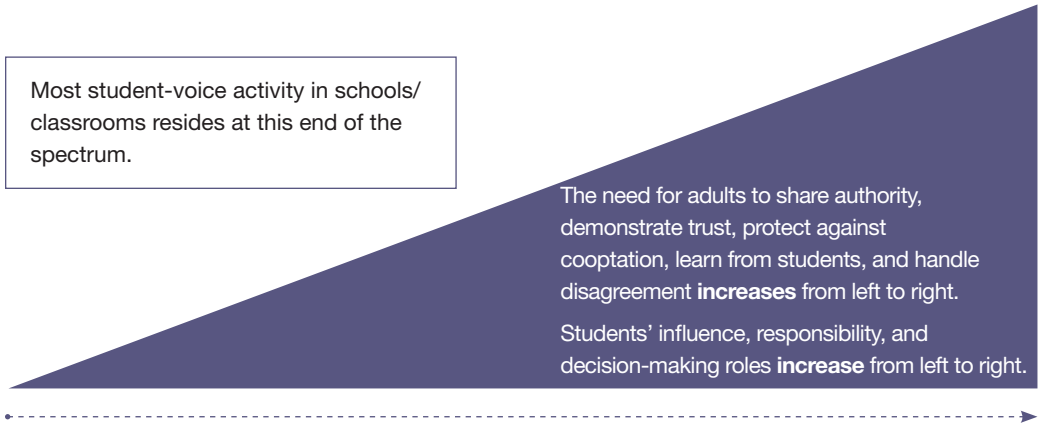 Most student-voice activity in schools/
classrooms resides at this end of the
spectrum.
The need for adults to share authority,
demonstrate trust, protect against
cooptation, learn from students, and handle
disagreement increases from left to right.
Students’ influence, responsibility, and
decision-making roles increase from left to right.